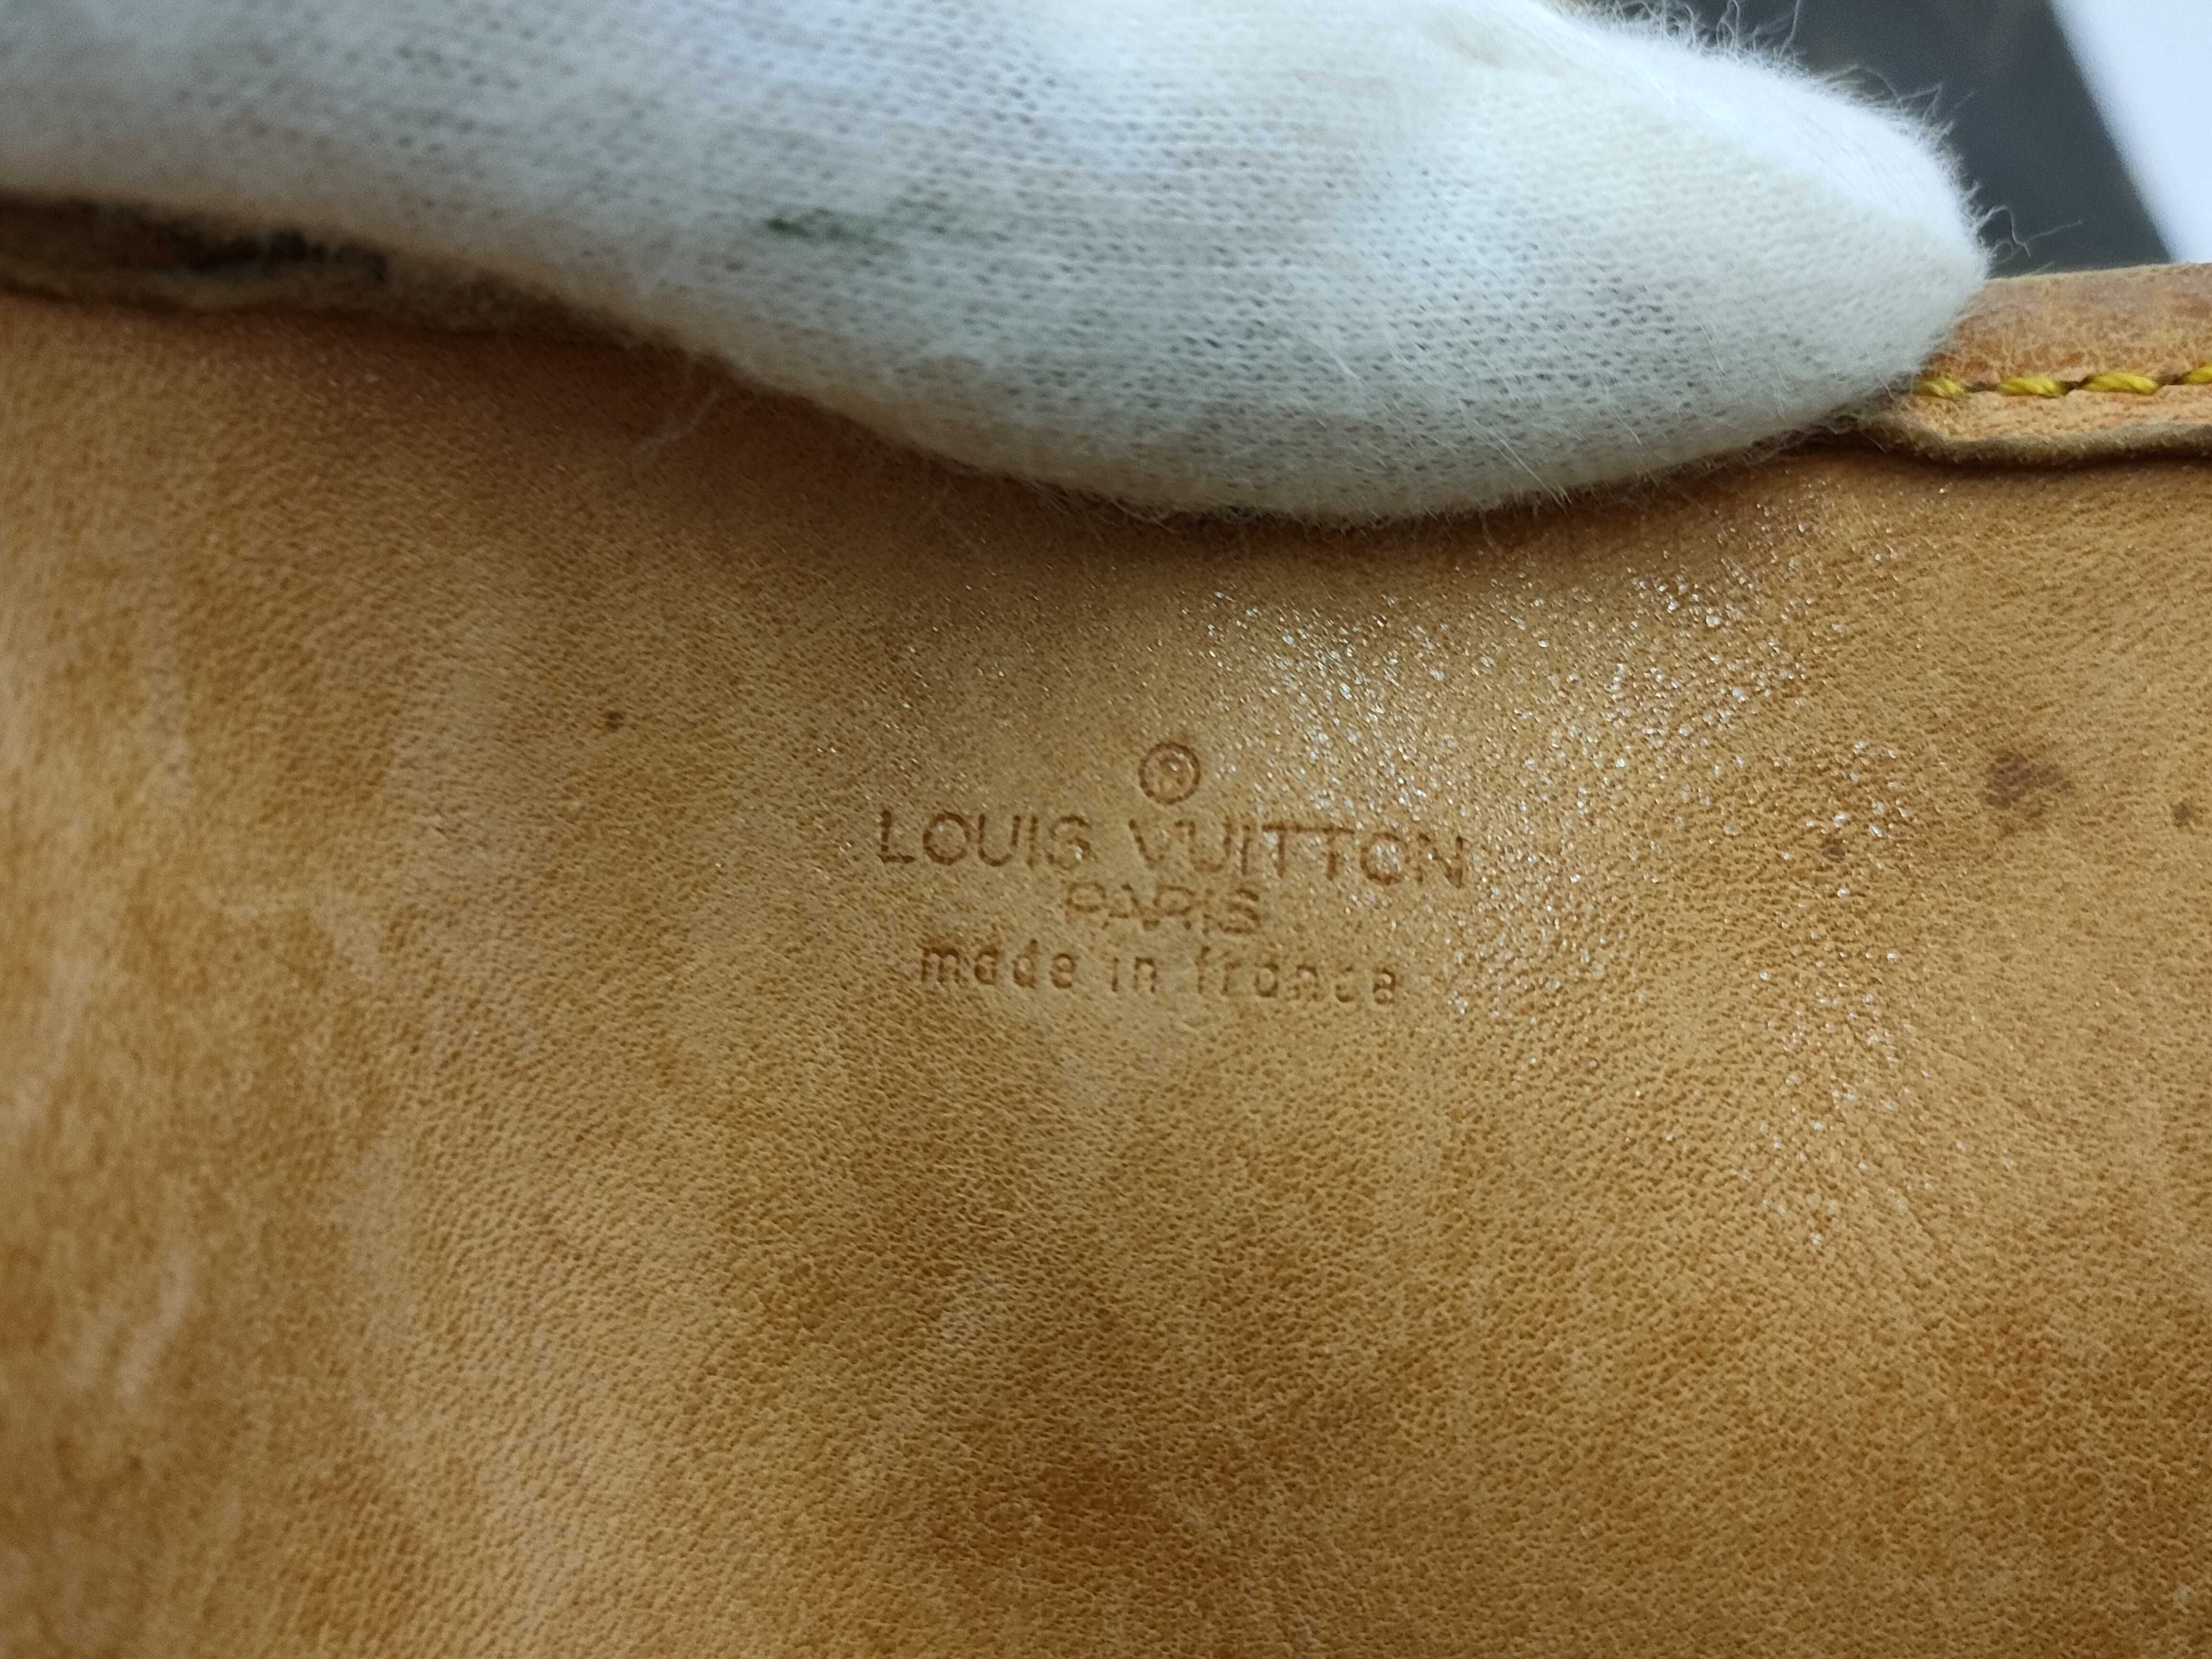 ®
LOUIS VUITTON
PARIS
made in france